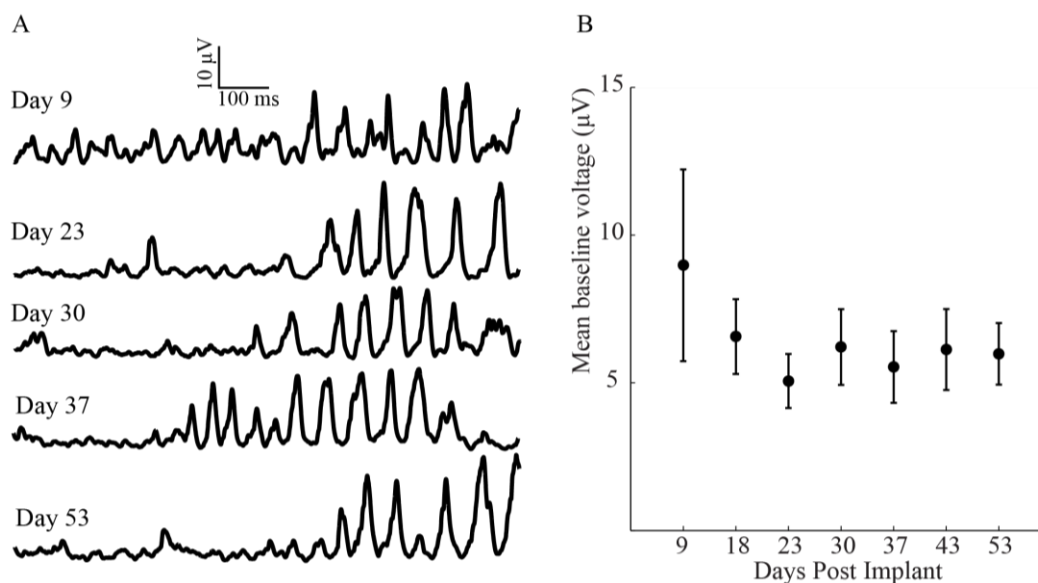 A
10 µV
100 ms
Day 9
Day 23
Day 30
Day 37
Day 53
B
Mean baseline voltage (µV)
15
10
5
9 18 23 30 37 43 53
Days Post Implant